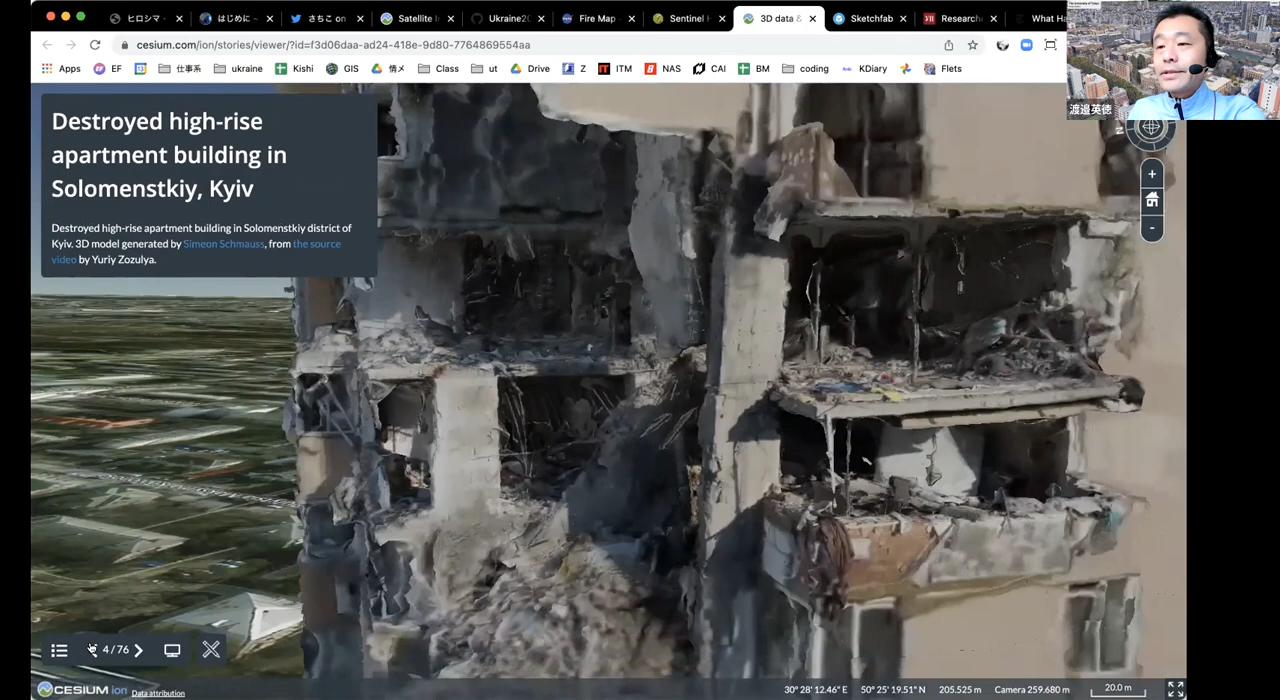 ヒロシマ
はじめに ~
さちこ on
Satellite I
Ukraine20
Fire Map -
Sentinel H
3D data &
Sketchfab
Research
What Ha
cesium.com/ion/stories/viewer/?id=f3d06daa-ad24-418e-9d80-7764869554aa
Apps
EF
仕事系
ukraine
Kishi
GIS
情メ
Class
ut
Drive
Z
ITM
NAS
CAI
BM
coding
KDiary
Flets
渡邉英徳
Destroyed high-rise
apartment building in
Solomenstkiy, Kyiv
Destroyed high-rise apartment building in Solomenstkiy district of
Kyiv. 3D model generated by Simeon Schmauss, from the source
video by Yuriy Zozulya.
N
+
-
4 / 76
CESIUM ion
Data attribution
30° 28' 12.46" E
50° 25' 19.51" N
205.525 m
Camera 259.680 m
20.0 m